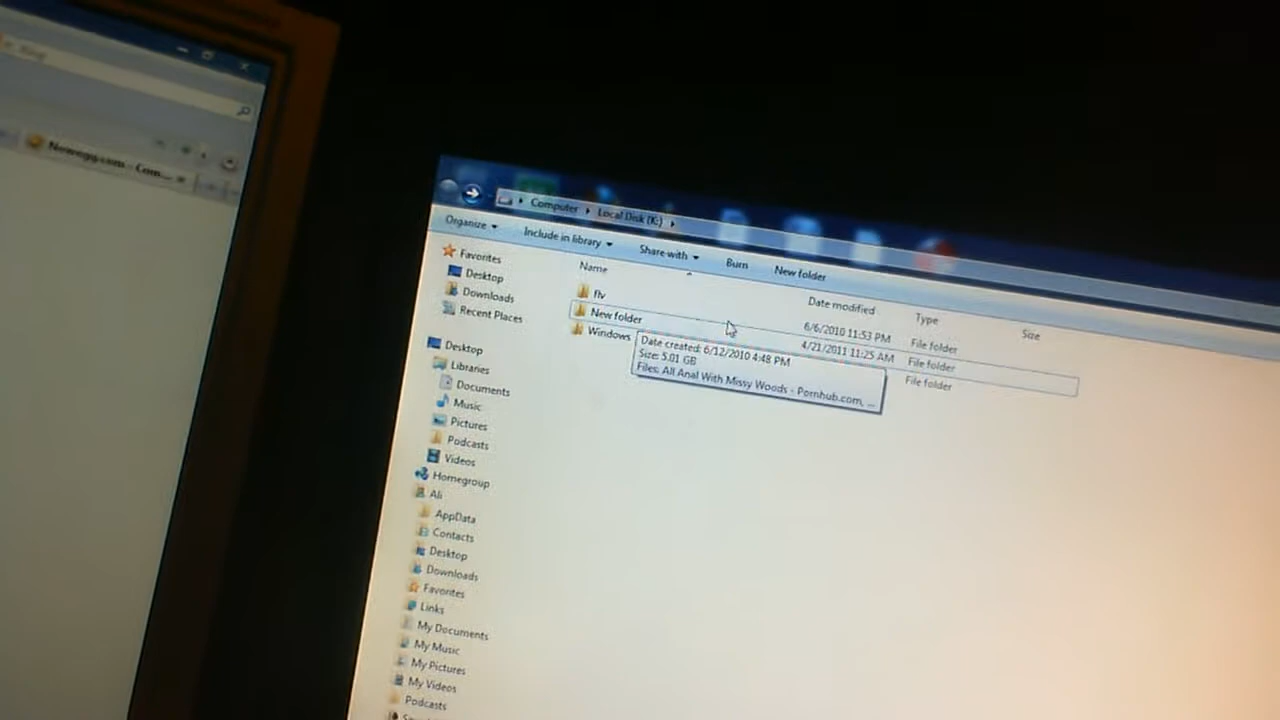 Newegg.com - Com...
Computer
Local Disk (K:)
Organize
Include in library
Share with
Burn
New folder
Name
Date modified
Type
Size
flv
6/6/2010 11:53 PM
File folder
New folder
4/21/2011 11:25 AM
File folder
Windows
File folder
Date created: 6/12/2010 4:48 PM
Size: 5.01 GB
Files: All Anal With Missy Woods - Pornhub.com, ...
Favorites
Desktop
Downloads
Recent Places
Desktop
Libraries
Documents
Music
Pictures
Podcasts
Videos
Homegroup
Ali
AppData
Contacts
Desktop
Downloads
Favorites
Links
My Documents
My Music
My Pictures
My Videos
Podcasts